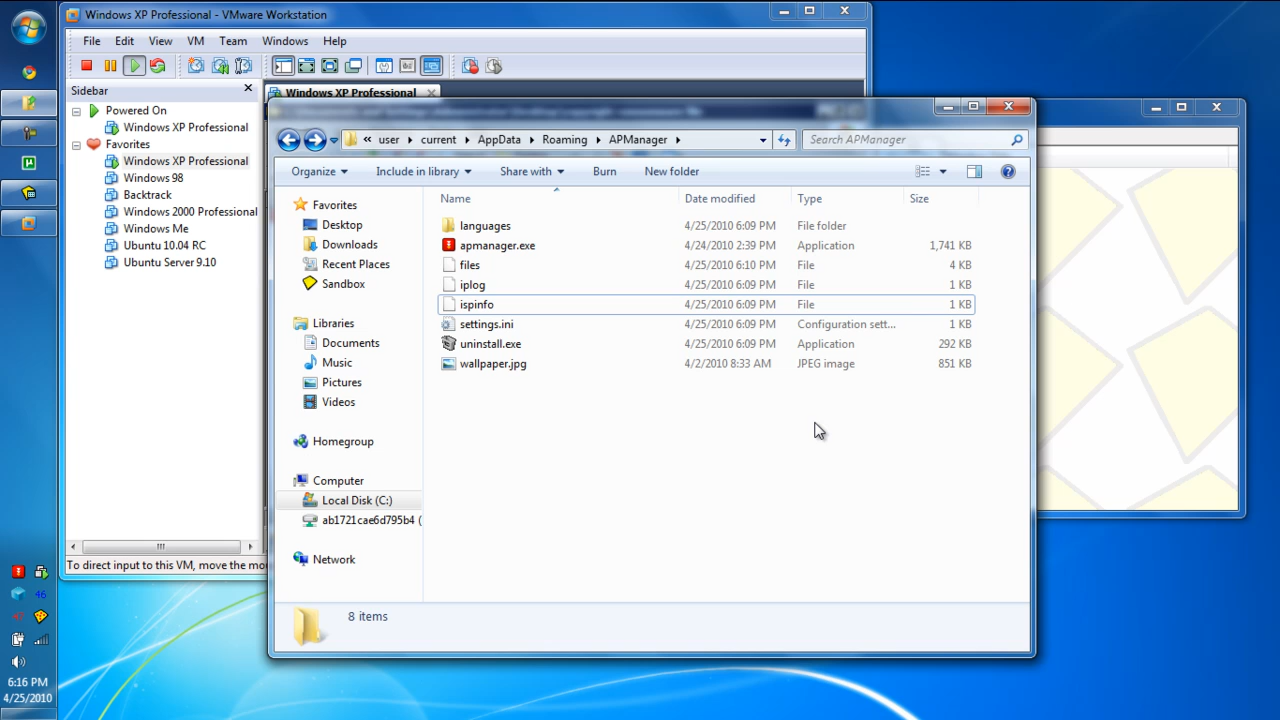 Windows XP Professional - VMware Workstation
File Edit View VM Team Windows Help
Sidebar
Powered On
Windows XP Professional
Favorites
Windows XP Professional
Windows 98
Backtrack
Windows 2000 Professional
Windows Me
Ubuntu 10.04 RC
Ubuntu Server 9.10
To direct input to this VM, move the mo
Windows XP Professional
« user current AppData Roaming APManager
Search APManager
Organize Include in library Share with Burn New folder
Favorites
Desktop
Downloads
Recent Places
Sandbox
Libraries
Documents
Music
Pictures
Videos
Homegroup
Computer
Local Disk (C:)
ab1721cae6d795b4 (
Network
Name Date modified Type Size
languages 4/25/2010 6:09 PM File folder
apmanager.exe 4/24/2010 2:39 PM Application 1,741 KB
files 4/25/2010 6:10 PM File 4 KB
iplog 4/25/2010 6:09 PM File 1 KB
ispinfo 4/25/2010 6:09 PM File 1 KB
settings.ini 4/25/2010 6:09 PM Configuration sett... 1 KB
uninstall.exe 4/25/2010 6:09 PM Application 292 KB
wallpaper.jpg 4/2/2010 8:33 AM JPEG image 851 KB
8 items
46
6:16 PM
4/25/2010